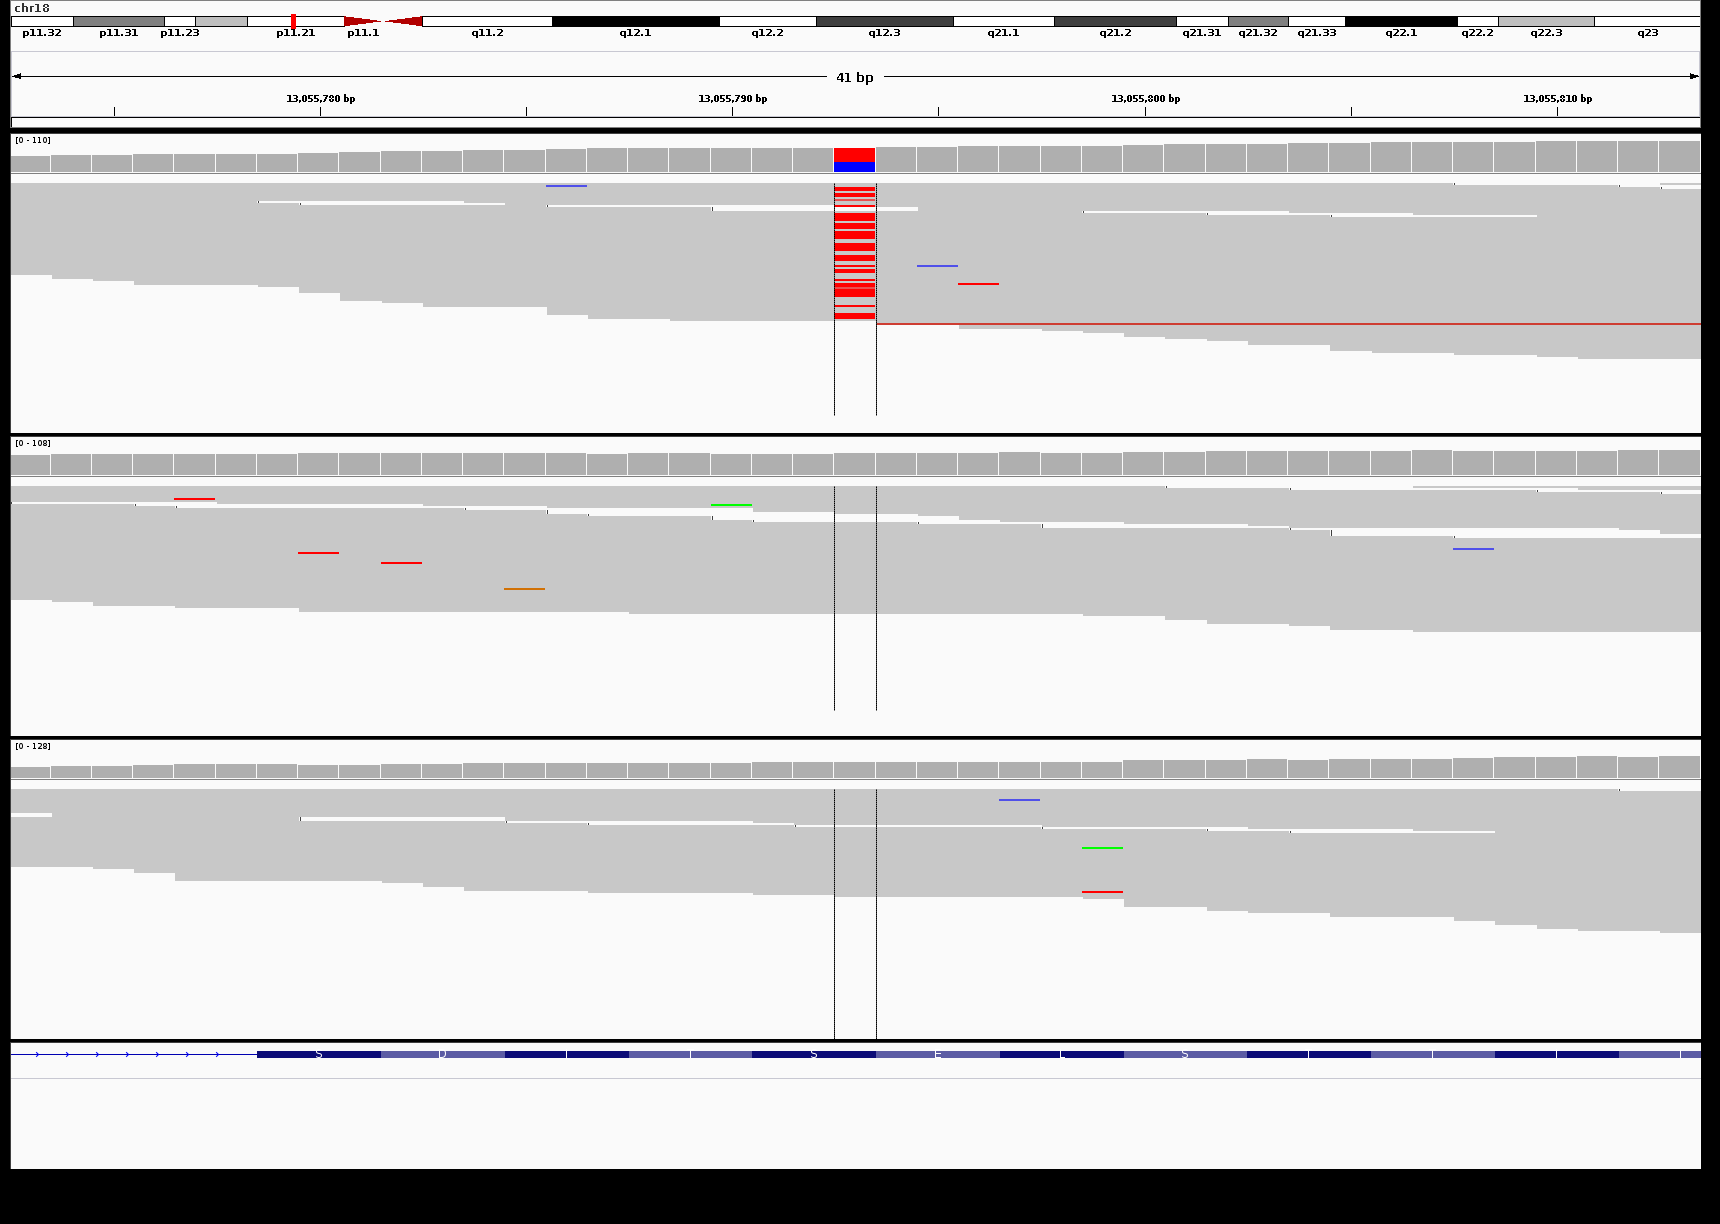 chr18
p11.32 p11.31 p11.23 p11.21 p11.1 q11.2 q12.1 q12.2 q12.3 q21.1 q21.2 q21.31 q21.32 q21.33 q22.1 q22.2 q22.3 q23
41 bp
13,055,780 bp 13,055,790 bp 13,055,800 bp 13,055,810 bp
[0 - 110]
[0 - 108]
[0 - 128]
S D I I S E L S I I I I